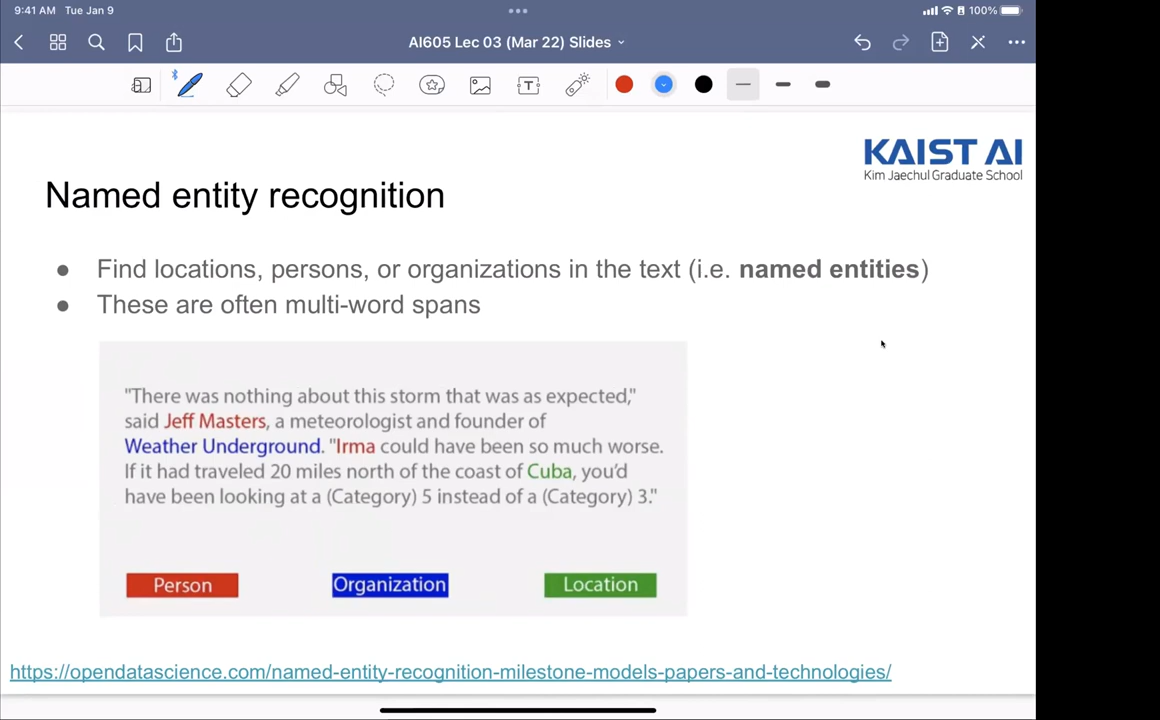 9:41 AM Tue Jan 9
100%
AI605 Lec 03 (Mar 22) Slides
T
KAIST AI
Kim Jaechul Graduate School
Named entity recognition
● Find locations, persons, or organizations in the text (i.e. named entities)
● These are often multi-word spans
"There was nothing about this storm that was as expected,"
said Jeff Masters, a meteorologist and founder of
Weather Underground. "Irma could have been so much worse.
If it had traveled 20 miles north of the coast of Cuba, you'd
have been looking at a (Category) 5 instead of a (Category) 3."
Person Organization Location
https://opendatascience.com/named-entity-recognition-milestone-models-papers-and-technologies/